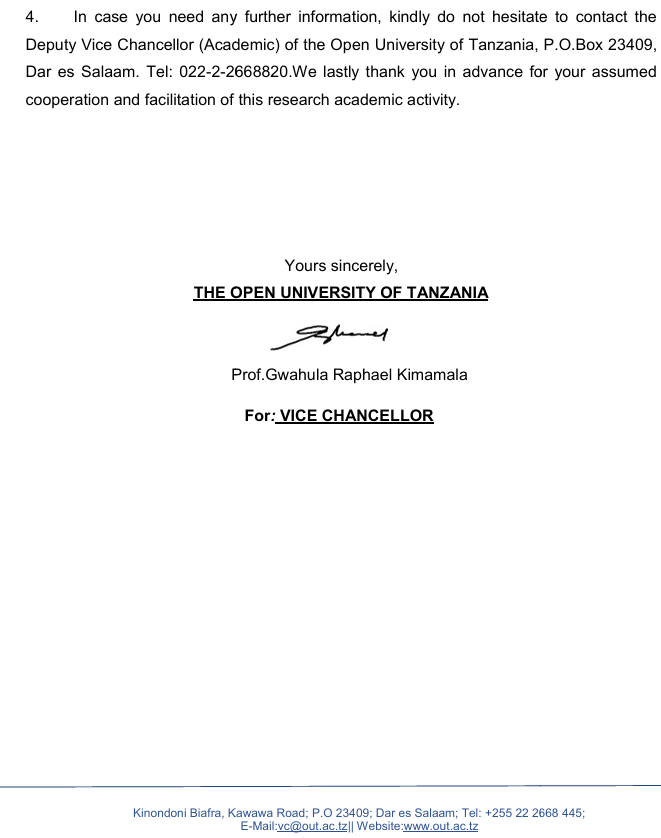 4. In case you need any further information, kindly do not hesitate to contact the
Deputy Vice Chancellor (Academic) of the Open University of Tanzania, P.O.Box 23409,
Dar es Salaam. Tel: 022-2-2668820.We lastly thank you in advance for your assumed
cooperation and facilitation of this research academic activity.
Yours sincerely,
THE OPEN UNIVERSITY OF TANZANIA
Prof.Gwahula Raphael Kimamala
For: VICE CHANCELLOR
Kinondoni Biafra, Kawawa Road; P.O 23409; Dar es Salaam; Tel: +255 22 2668 445;
E-Mail:vc@out.ac.tz|| Website:www.out.ac.tz